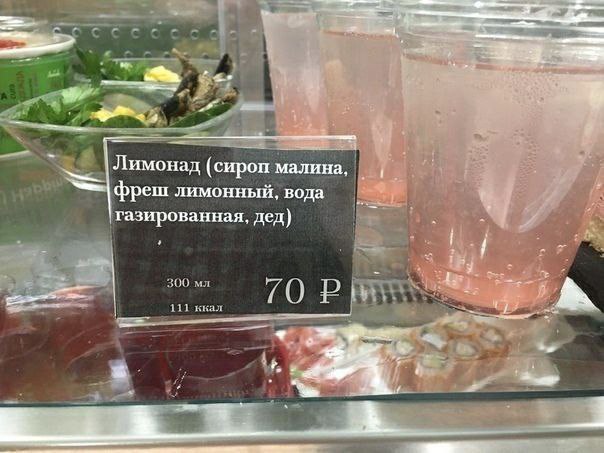 Лимонад (сироп малина,
фреш лимонный, вода
газированная, дед)
300 мл
70 ₽
111 ккал